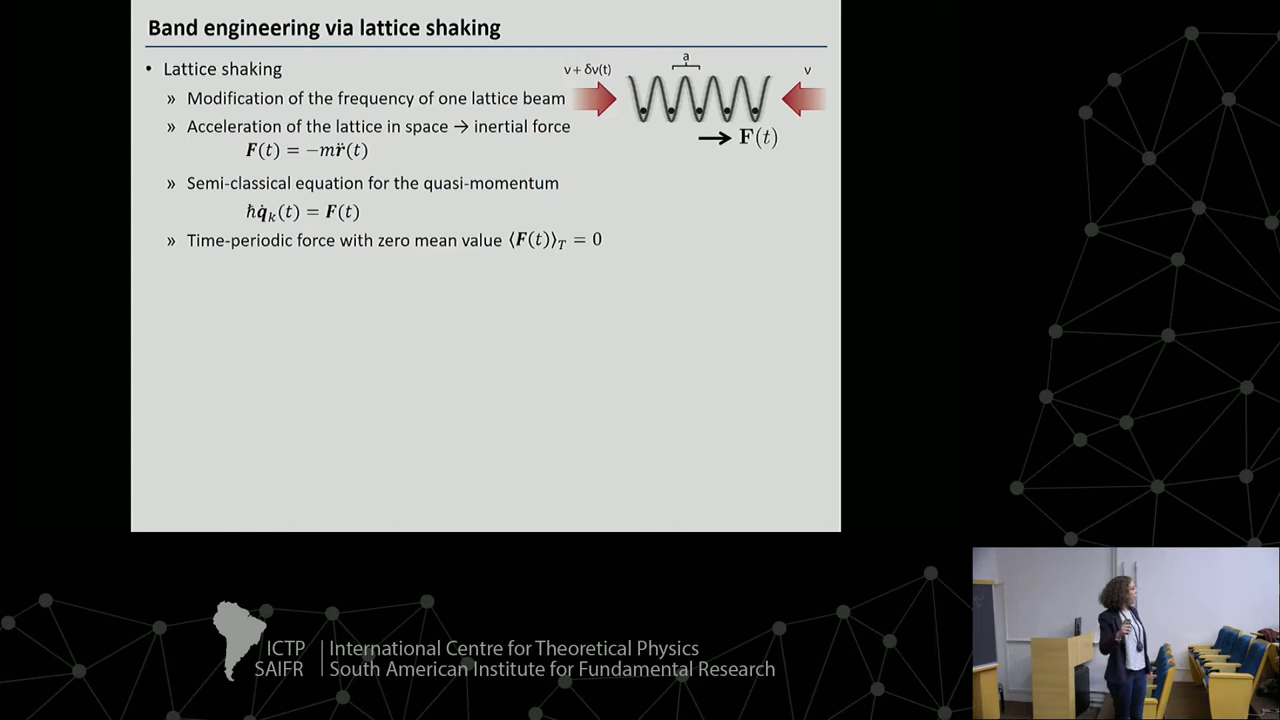 Band engineering via lattice shaking
• Lattice shaking
» Modification of the frequency of one lattice beam
» Acceleration of the lattice in space → inertial force
F(t) = −mr̈(t)
» Semi-classical equation for the quasi-momentum
ħq̇ₖ(t) = F(t)
» Time-periodic force with zero mean value ⟨F(t)⟩_T = 0
a
ν + δν(t)
ν
F(t)
ICTP
SAIFR
International Centre for Theoretical Physics
South American Institute for Fundamental Research